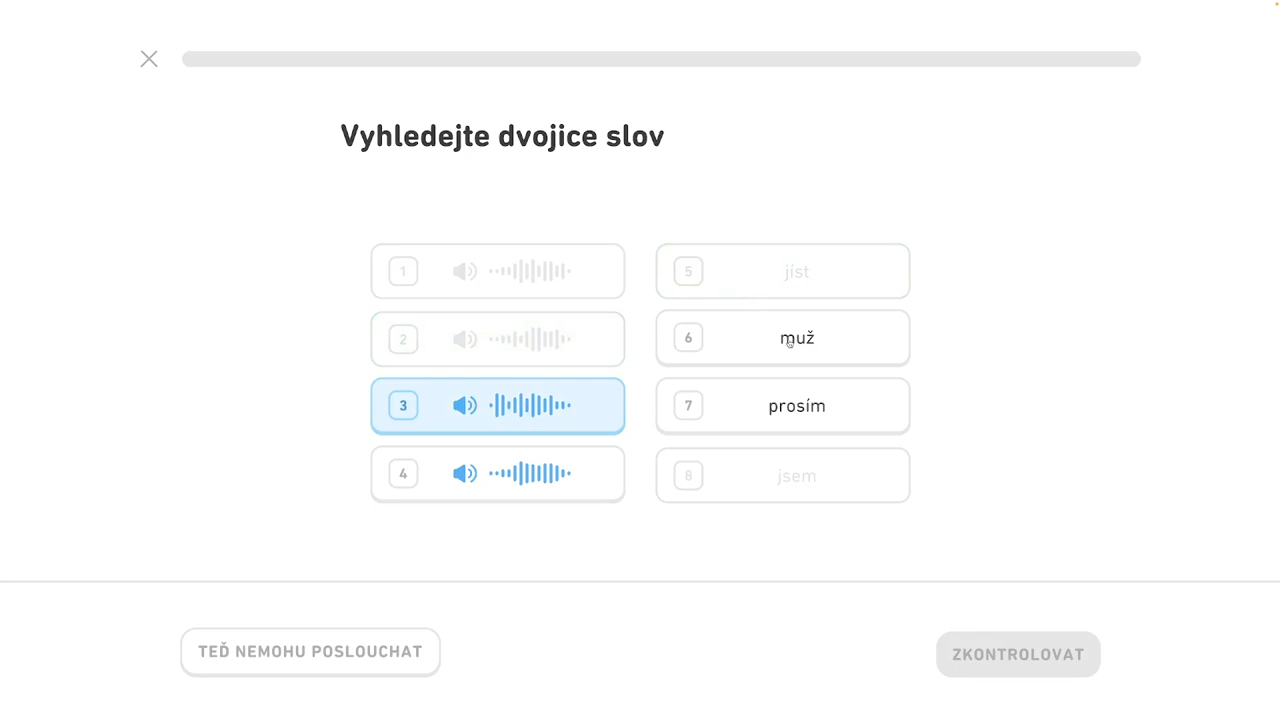 Vyhledejte dvojice slov
1
5 jíst
2
6 muž
3
7 prosím
4
8 jsem
TEĎ NEMOHU POSLOUCHAT
ZKONTROLOVAT